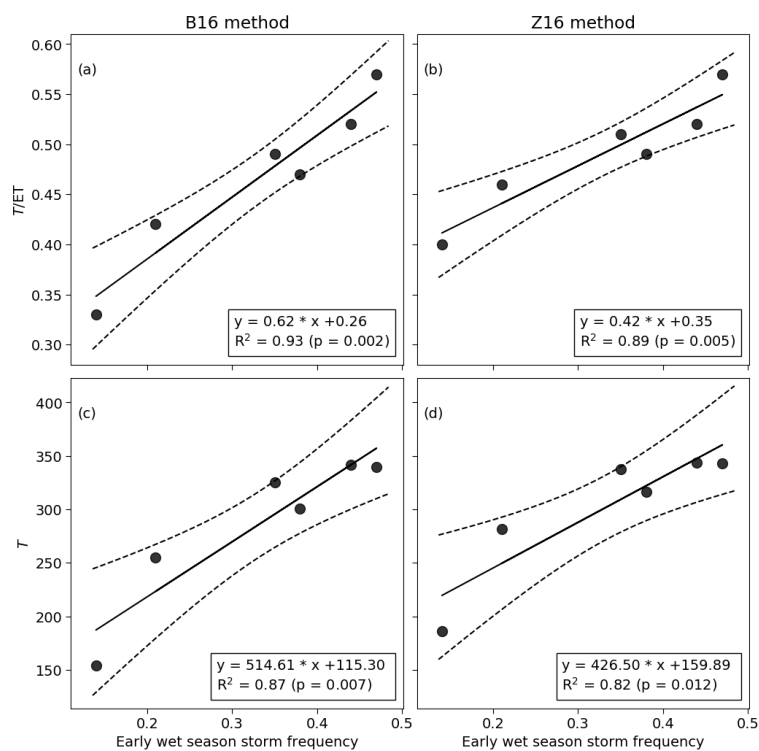 B16 method
Z16 method
(a)
(b)
0.60
0.55
0.50
0.45
0.40
0.35
0.30
T/ET
y = 0.62 * x +0.26
R² = 0.93 (p = 0.002)
y = 0.42 * x +0.35
R² = 0.89 (p = 0.005)
(c)
(d)
400
350
300
250
200
150
T
y = 514.61 * x +115.30
R² = 0.87 (p = 0.007)
y = 426.50 * x +159.89
R² = 0.82 (p = 0.012)
0.2 0.3 0.4 0.5
0.2 0.3 0.4 0.5
Early wet season storm frequency
Early wet season storm frequency